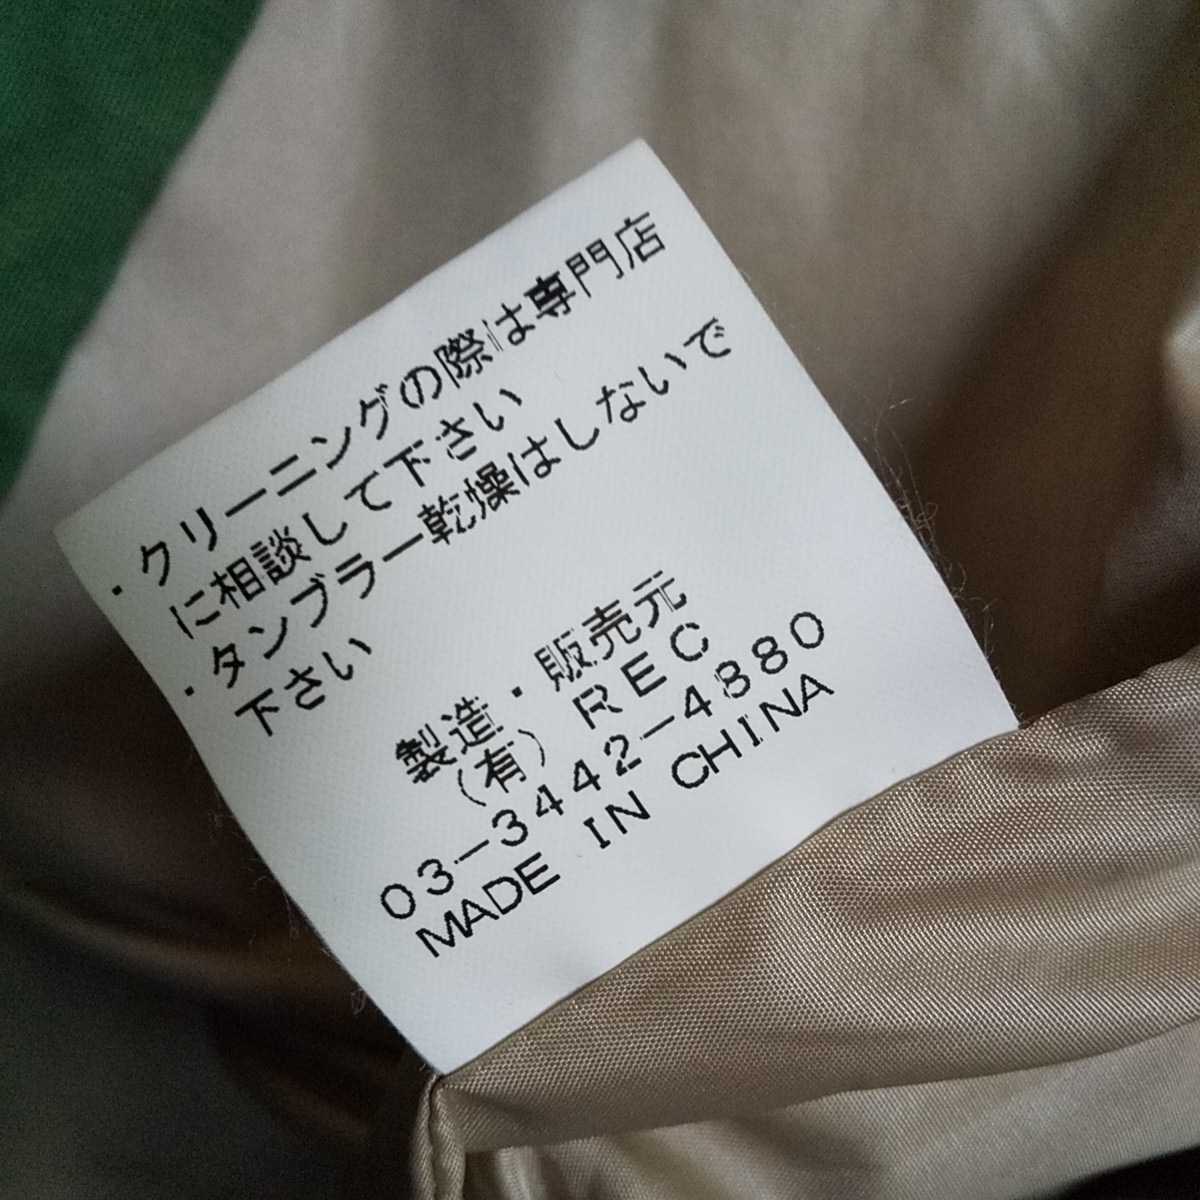 ・クリーニングの際は専門店
に相談して下さい
・タンブラー乾燥はしないで
下さい
製造・販売元
(有) REC
03-3442-4880
MADE IN CHINA